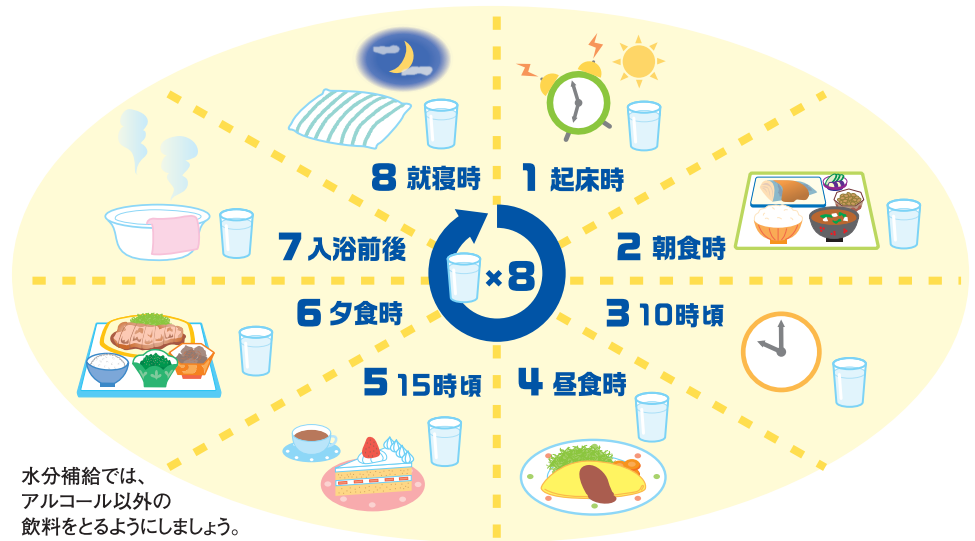 1 起床時
2 朝食時
3 10時頃
4 昼食時
5 15時頃
6 夕食時
7 入浴前後
8 就寝時
×8
水分補給では、
アルコール以外の
飲料をとるようにしましょう。